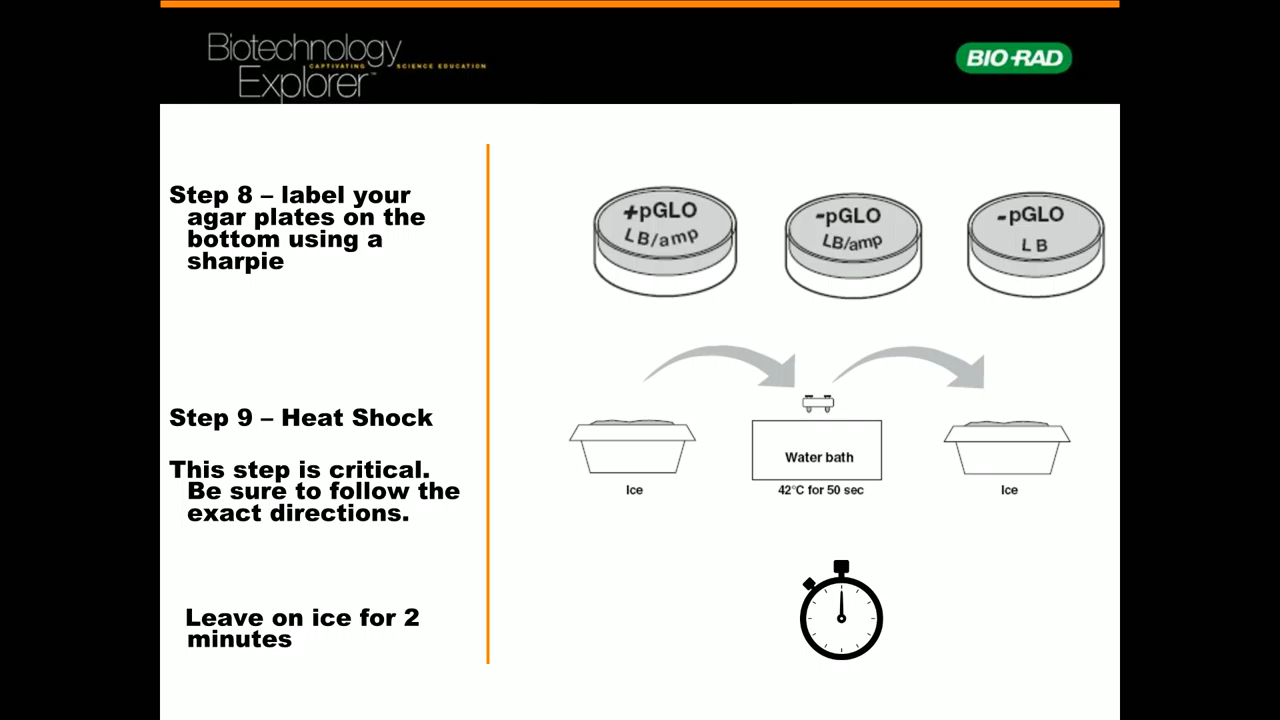 Biotechnology
CAPTIVATING SCIENCE EDUCATION
Explorer™
BIO-RAD
Step 8 – label your
agar plates on the
bottom using a
sharpie
+pGLO
LB/amp
-pGLO
LB/amp
-pGLO
LB
Step 9 – Heat Shock
This step is critical.
Be sure to follow the
exact directions.
Water bath
Ice
42°C for 50 sec
Ice
Leave on ice for 2
minutes